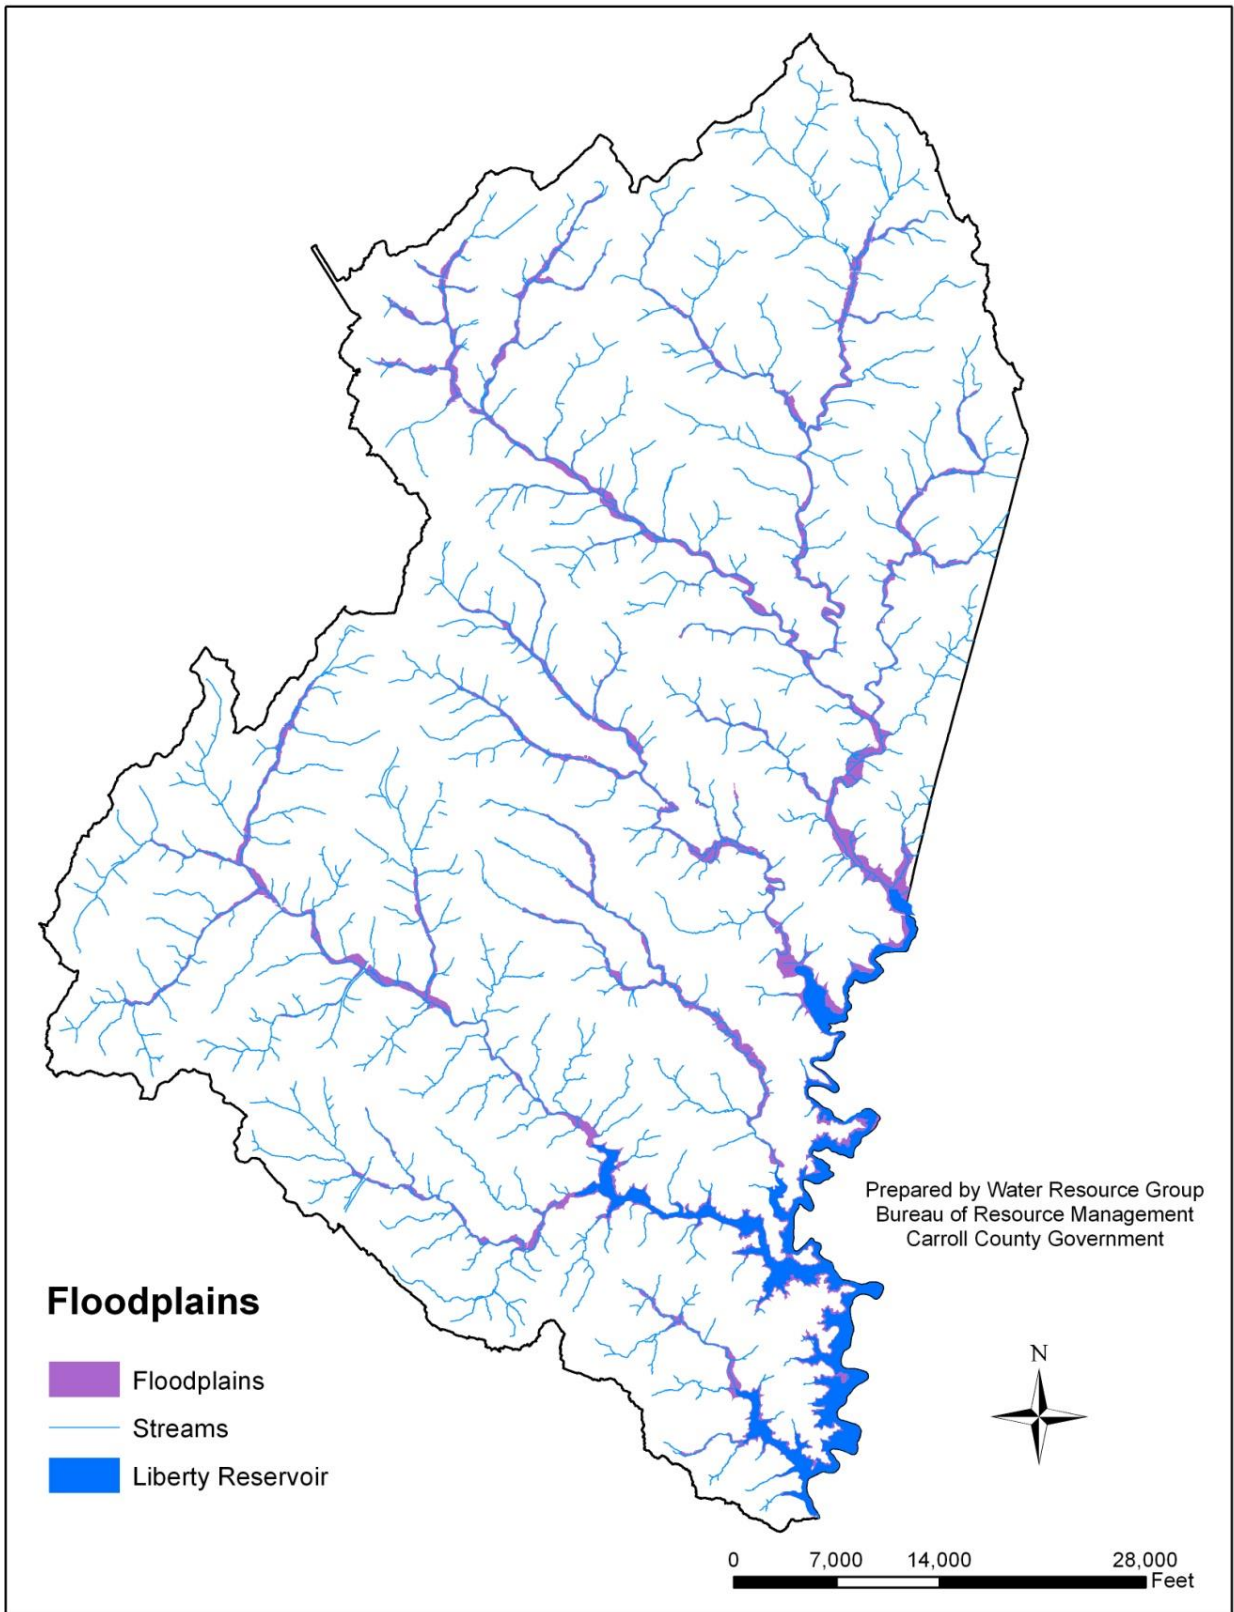 Prepared by Water Resource Group
Bureau of Resource Management
Carroll County Government
Floodplains
Floodplains
Streams
Liberty Reservoir
N
0 7,000 14,000 28,000
Feet